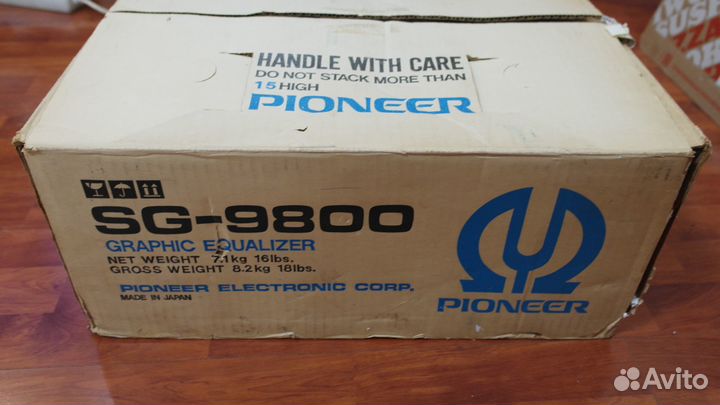 HANDLE WITH CARE
DO NOT STACK MORE THAN
15 HIGH
PIONEER
SG-9800
GRAPHIC EQUALIZER
NET WEIGHT 7.1kg 16lbs.
GROSS WEIGHT 8.2kg 18lbs.
PIONEER ELECTRONIC CORP.
MADE IN JAPAN
PIONEER
Avito